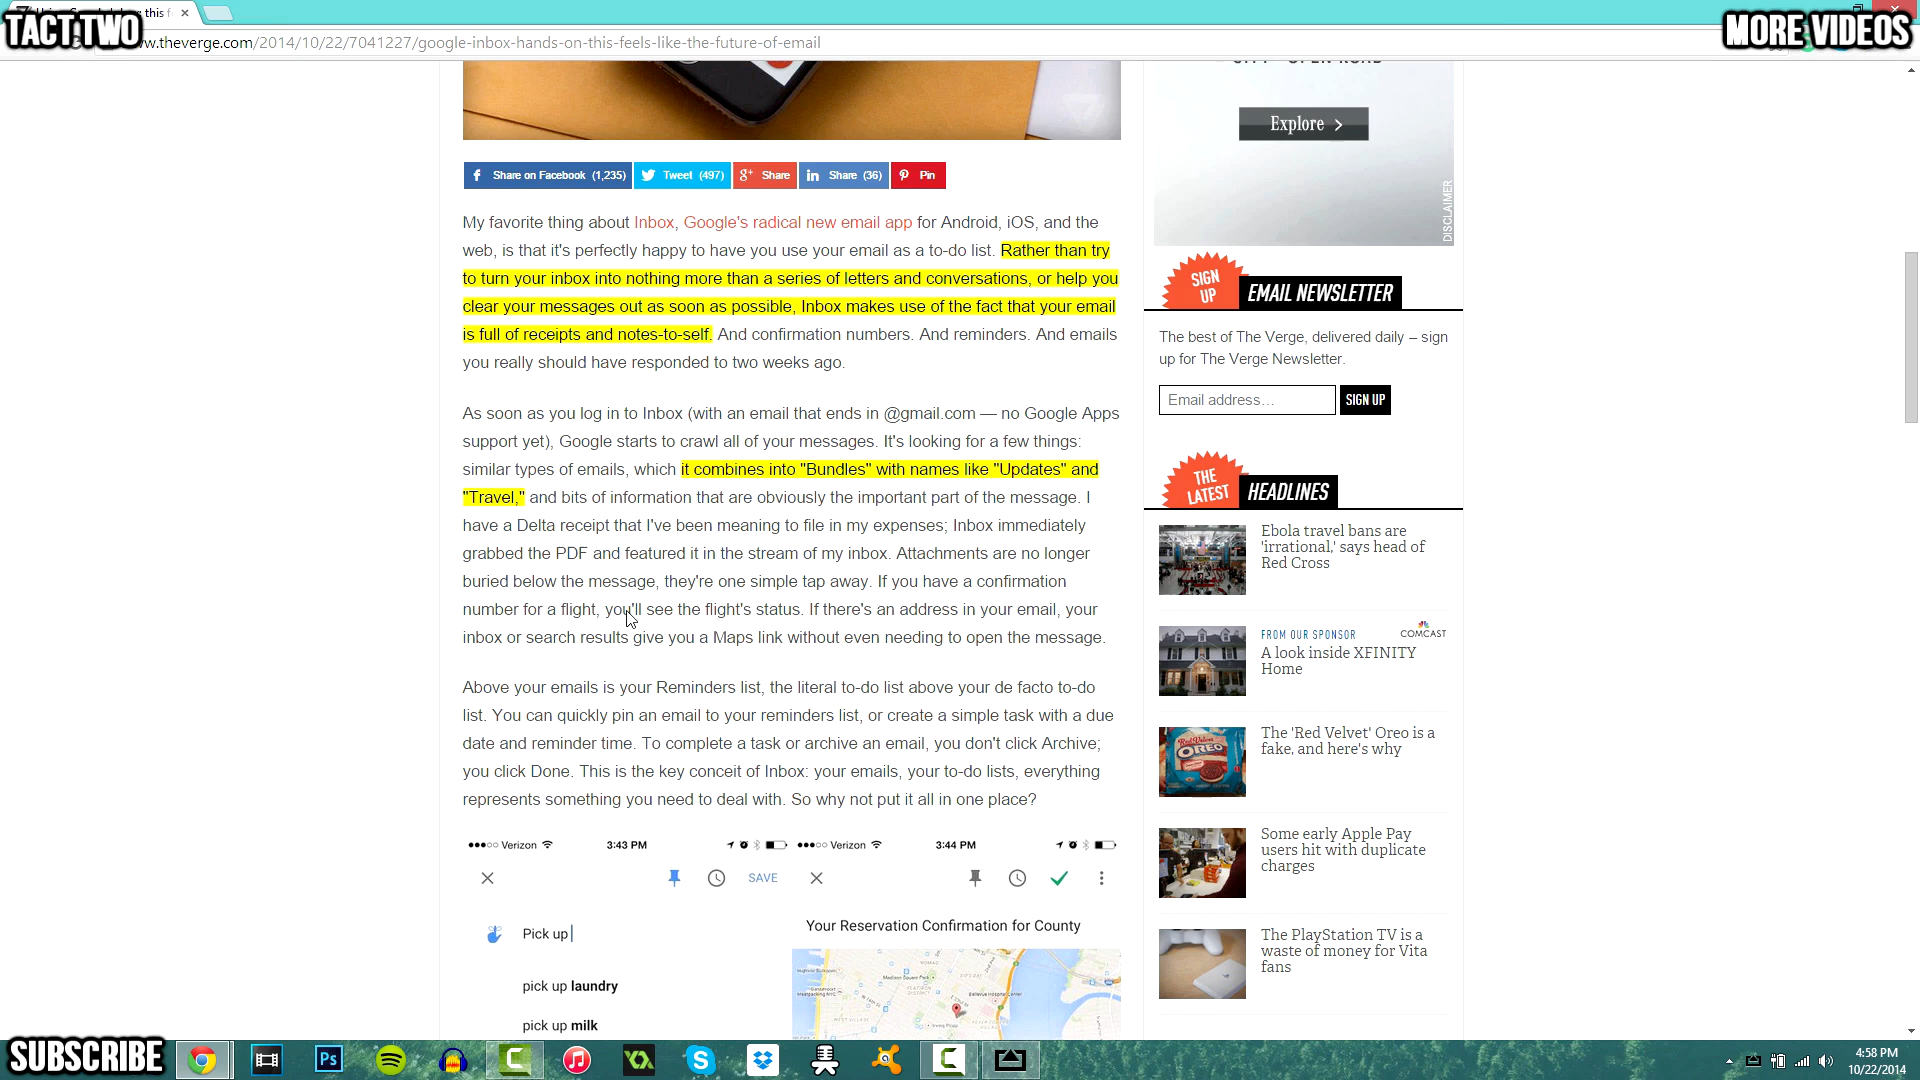 TACT TWO
MORE VIDEOS
w.theverge.com/2014/10/22/7041227/google-inbox-hands-on-this-feels-like-the-future-of-email
Explore >
DISCLAIMER
Share on Facebook (1,235)
Tweet (497)
Share
Share (36)
Pin
My favorite thing about Inbox, Google's radical new email app for Android, iOS, and the
web, is that it's perfectly happy to have you use your email as a to-do list. Rather than try
to turn your inbox into nothing more than a series of letters and conversations, or help you
clear your messages out as soon as possible, Inbox makes use of the fact that your email
is full of receipts and notes-to-self. And confirmation numbers. And reminders. And emails
you really should have responded to two weeks ago.
As soon as you log in to Inbox (with an email that ends in @gmail.com — no Google Apps
support yet), Google starts to crawl all of your messages. It's looking for a few things:
similar types of emails, which it combines into "Bundles" with names like "Updates" and
"Travel," and bits of information that are obviously the important part of the message. I
have a Delta receipt that I've been meaning to file in my expenses; Inbox immediately
grabbed the PDF and featured it in the stream of my inbox. Attachments are no longer
buried below the message, they're one simple tap away. If you have a confirmation
number for a flight, you'll see the flight's status. If there's an address in your email, your
inbox or search results give you a Maps link without even needing to open the message.
Above your emails is your Reminders list, the literal to-do list above your de facto to-do
list. You can quickly pin an email to your reminders list, or create a simple task with a due
date and reminder time. To complete a task or archive an email, you don't click Archive;
you click Done. This is the key conceit of Inbox: your emails, your to-do lists, everything
represents something you need to deal with. So why not put it all in one place?
Verizon
3:43 PM
Verizon
3:44 PM
SAVE
Pick up
pick up laundry
pick up milk
Your Reservation Confirmation for County
SIGN
UP
EMAIL NEWSLETTER
The best of The Verge, delivered daily – sign
up for The Verge Newsletter.
Email address…
SIGN UP
THE
LATEST
HEADLINES
Ebola travel bans are
'irrational,' says head of
Red Cross
FROM OUR SPONSOR
COMCAST
A look inside XFINITY
Home
The 'Red Velvet' Oreo is a
fake, and here's why
OREO
Some early Apple Pay
users hit with duplicate
charges
The PlayStation TV is a
waste of money for Vita
fans
SUBSCRIBE
Ps
4:58 PM
10/22/2014